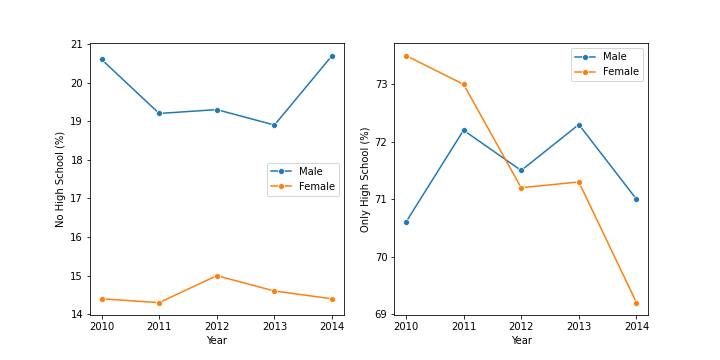 21
20
19
18
17
16
15
14
No High School (%)
Male
Female
2010 2011 2012 2013 2014
Year
73
72
71
70
69
Only High School (%)
Male
Female
2010 2011 2012 2013 2014
Year